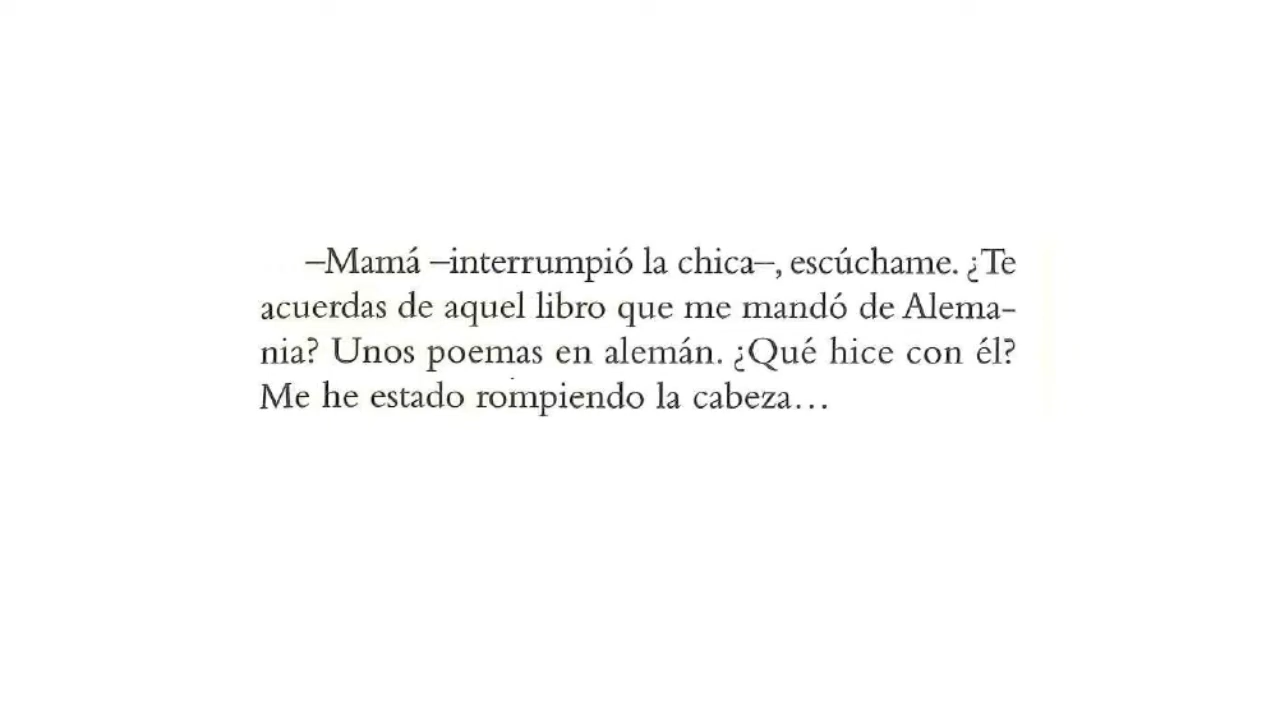 –Mamá –interrumpió la chica–, escúchame. ¿Te
acuerdas de aquel libro que me mandó de Alema-
nia? Unos poemas en alemán. ¿Qué hice con él?
Me he estado rompiendo la cabeza…